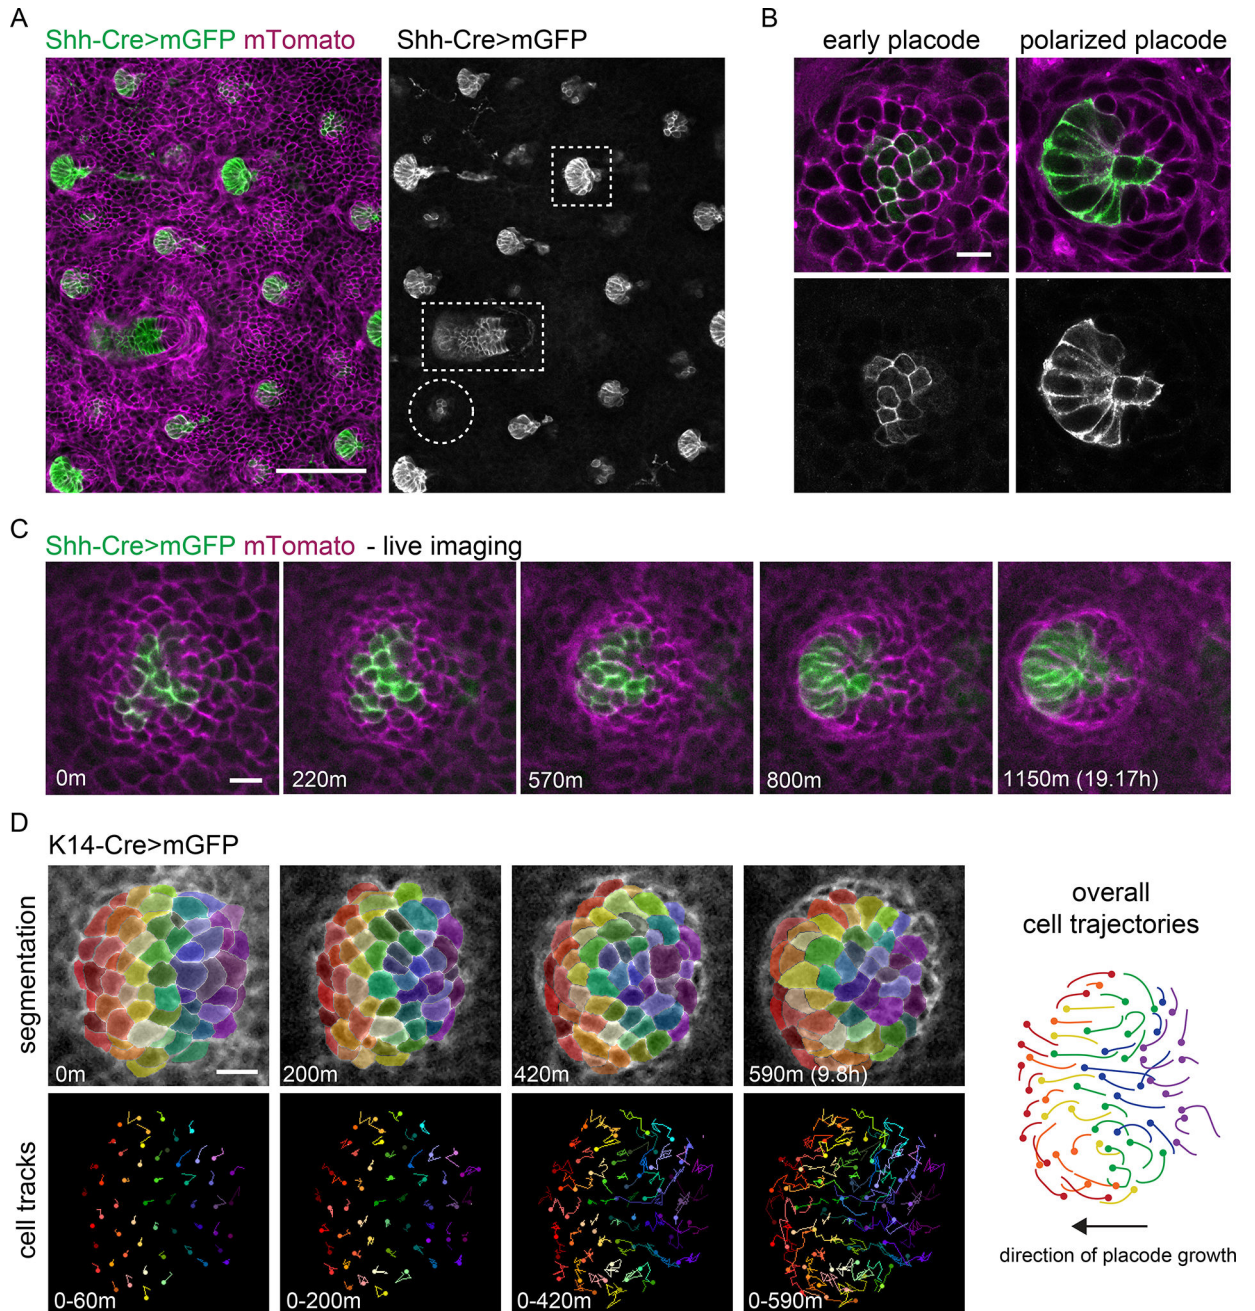 A
Shh-Cre>mGFP mTomato
Shh-Cre>mGFP
B
early placode
polarized placode
C
Shh-Cre>mGFP mTomato - live imaging
0m
220m
570m
800m
1150m (19.17h)
D
K14-Cre>mGFP
segmentation
0m
200m
420m
590m (9.8h)
cell tracks
0-60m
0-200m
0-420m
0-590m
overall
cell trajectories
direction of placode growth